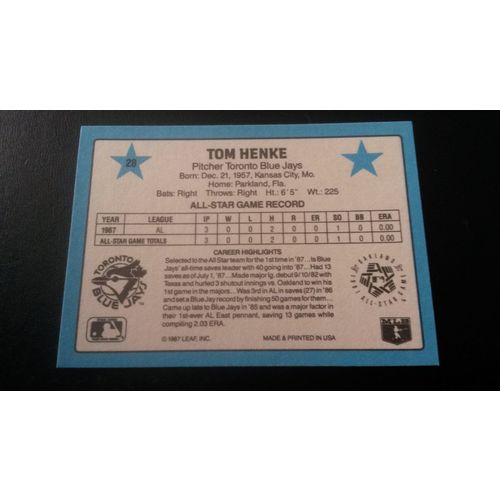 28
TOM HENKE
Pitcher Toronto Blue Jays
Born: Dec. 21, 1957, Kansas City, Mo.
Home: Parkland, Fla.
Bats: Right Throws: Right Ht.: 6'5" Wt.: 225
ALL-STAR GAME RECORD
YEAR LEAGUE IP W L H R ER SO BB ERA
1987 AL 3 0 0 2 0 0 1 0 0.00
ALL-STAR GAME TOTALS 3 0 0 2 0 0 1 0 0.00
CAREER HIGHLIGHTS
Selected to the All Star team for the 1st time in '87... Is Blue
Jays' all-time saves leader with 40 going into '87... Had 13
saves as of July 1, '87...Made major lg. debut 9/10/82 with
Texas and hurled 3 shutout innings vs. Oakland to win his
1st game in the majors...Was 3rd in AL in saves (27) in '86
and set a Blue Jay record by finishing 50 games for them...
Came up late to Blue Jays in '85 and was a major factor in
their 1st-ever AL East pennant, saving 13 games while
compiling 2.03 ERA.
TORONTO
BLUE JAYS
OAKLAND
ALL-STAR
GAME
© 1987 LEAF, INC.
MADE & PRINTED IN USA